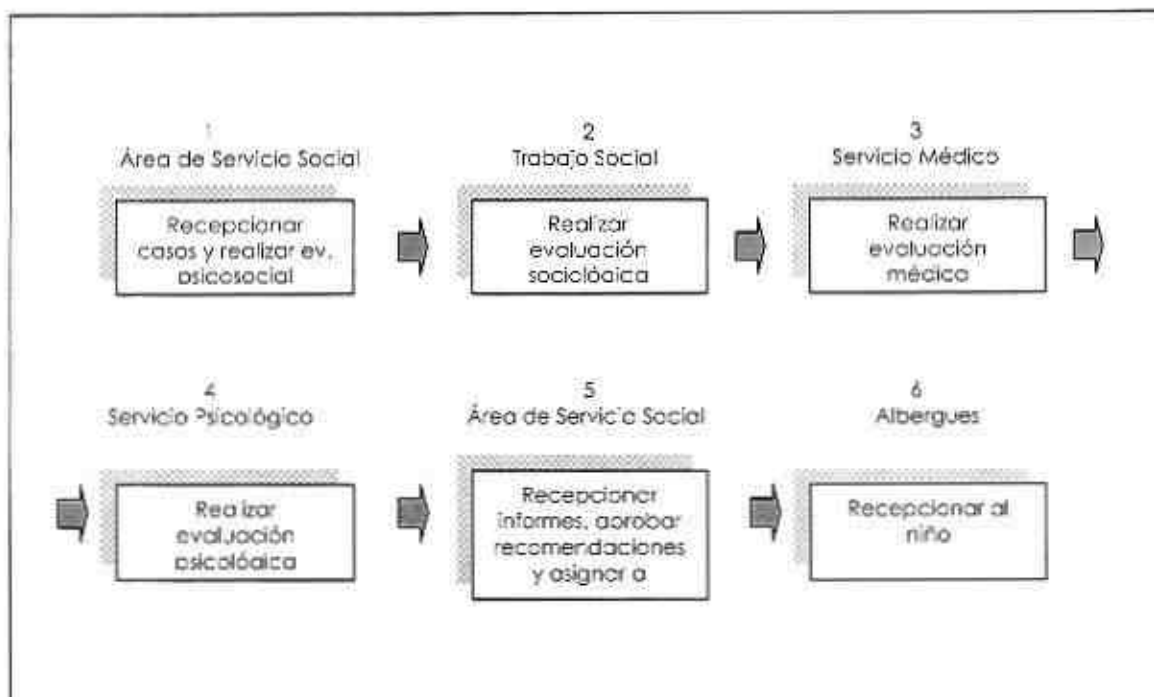 1
Área de Servicio Social
Recepcionar
casos y realizar ev.
psicosocial
2
Trabajo Social
Realizar
evaluación
sociológica
3
Servicio Médico
Realizar
evaluación
médica
4
Servicio Psicológico
Realizar
evaluación
psicológica
5
Área de Servicio Social
Recepcionar
informes, aprobar
recomendaciones
y asignar a
6
Albergues
Recepcionar al
niño